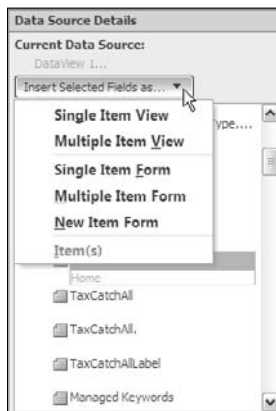 Data Source Details
Current Data Source:
DataView 1...
Insert Selected Fields as...
Single Item View
Multiple Item View
ype....
Single Item Form
Multiple Item Form
New Item Form
Item(s)
Home
TaxCatchAll
TaxCatchAll.
TaxCatchAllLabel
Managed Keywords